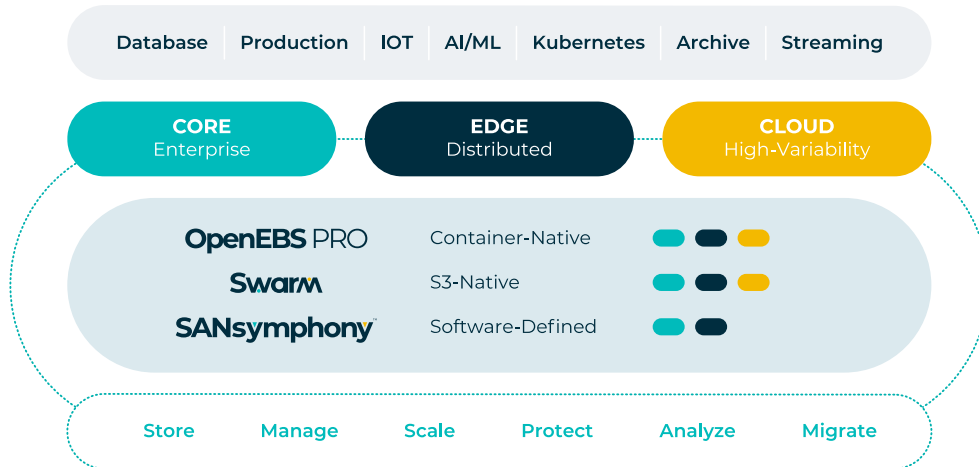 Database Production IOT AI/ML Kubernetes Archive Streaming
CORE
Enterprise
EDGE
Distributed
CLOUD
High-Variability
OpenEBS PRO Container-Native
Swarm S3-Native
SANsymphony™ Software-Defined
Store Manage Scale Protect Analyze Migrate